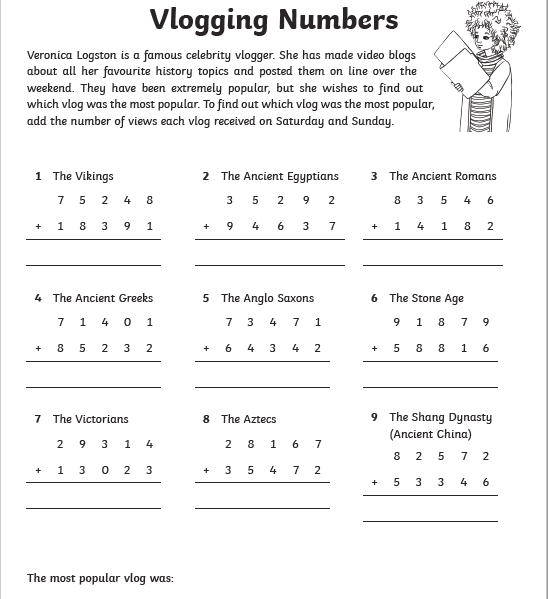 Vlogging Numbers
Veronica Logston is a famous celebrity vlogger. She has made video blogs
about all her favourite history topics and posted them on line over the
weekend. They have been extremely popular, but she wishes to find out
which vlog was the most popular. To find out which vlog was the most popular,
add the number of views each vlog received on Saturday and Sunday.
1 The Vikings
7 5 2 4 8
+ 1 8 3 9 1
2 The Ancient Egyptians
3 5 2 9 2
+ 9 4 6 3 7
3 The Ancient Romans
8 3 5 4 6
+ 1 4 1 8 2
4 The Ancient Greeks
7 1 4 0 1
+ 8 5 2 3 2
5 The Anglo Saxons
7 3 4 7 1
+ 6 4 3 4 2
6 The Stone Age
9 1 8 7 9
+ 5 8 8 1 6
7 The Victorians
2 9 3 1 4
+ 1 3 0 2 3
8 The Aztecs
2 8 1 6 7
+ 3 5 4 7 2
9 The Shang Dynasty
(Ancient China)
8 2 5 7 2
+ 5 3 3 4 6
The most popular vlog was: